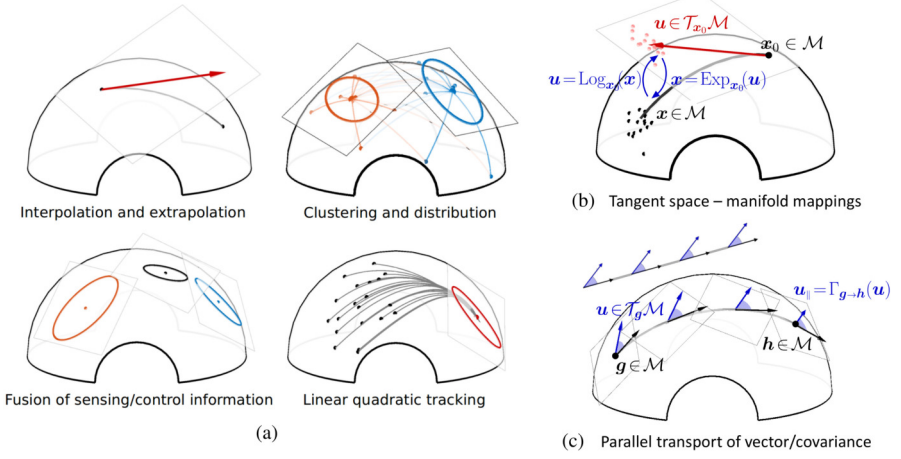 Interpolation and extrapolation
Clustering and distribution
Fusion of sensing/control information
Linear quadratic tracking
(a)
u ∈ 𝒯ₓ₀ℳ
x₀ ∈ ℳ
u = Logₓ₀(x)
x = Expₓ₀(u)
x ∈ ℳ
(b) Tangent space – manifold mappings
u ∈ 𝒯gℳ
u∥ = Γg→h(u)
h ∈ ℳ
g ∈ ℳ
(c) Parallel transport of vector/covariance